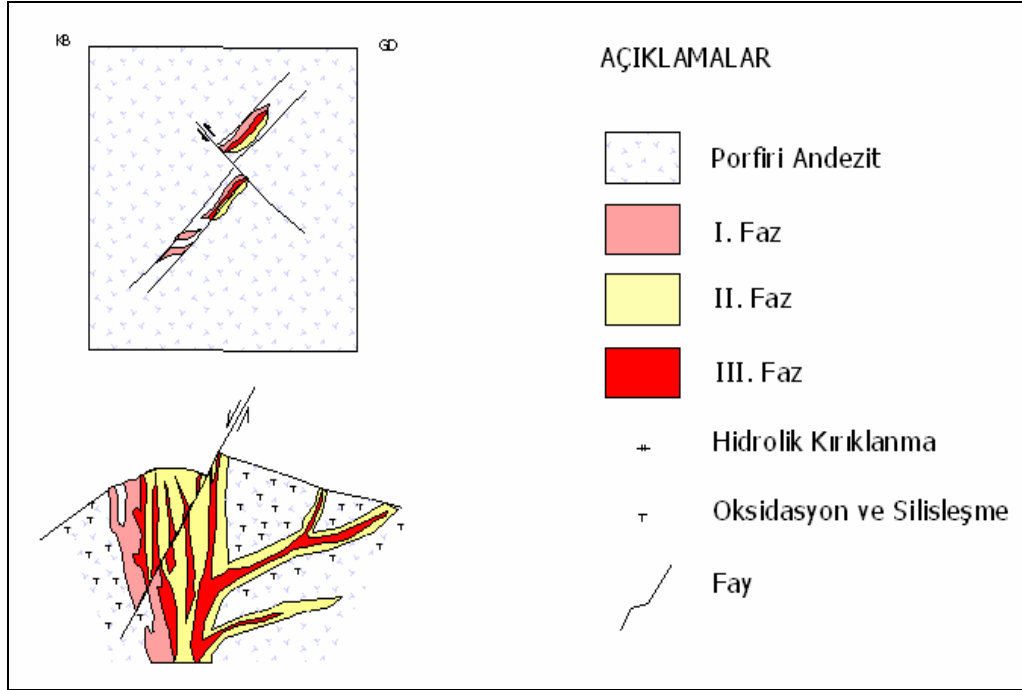 KB
GD
AÇIKLAMALAR
Porfiri Andezit
I. Faz
II. Faz
III. Faz
Hidrolik Kırıklanma
Oksidasyon ve Silisleşme
Fay